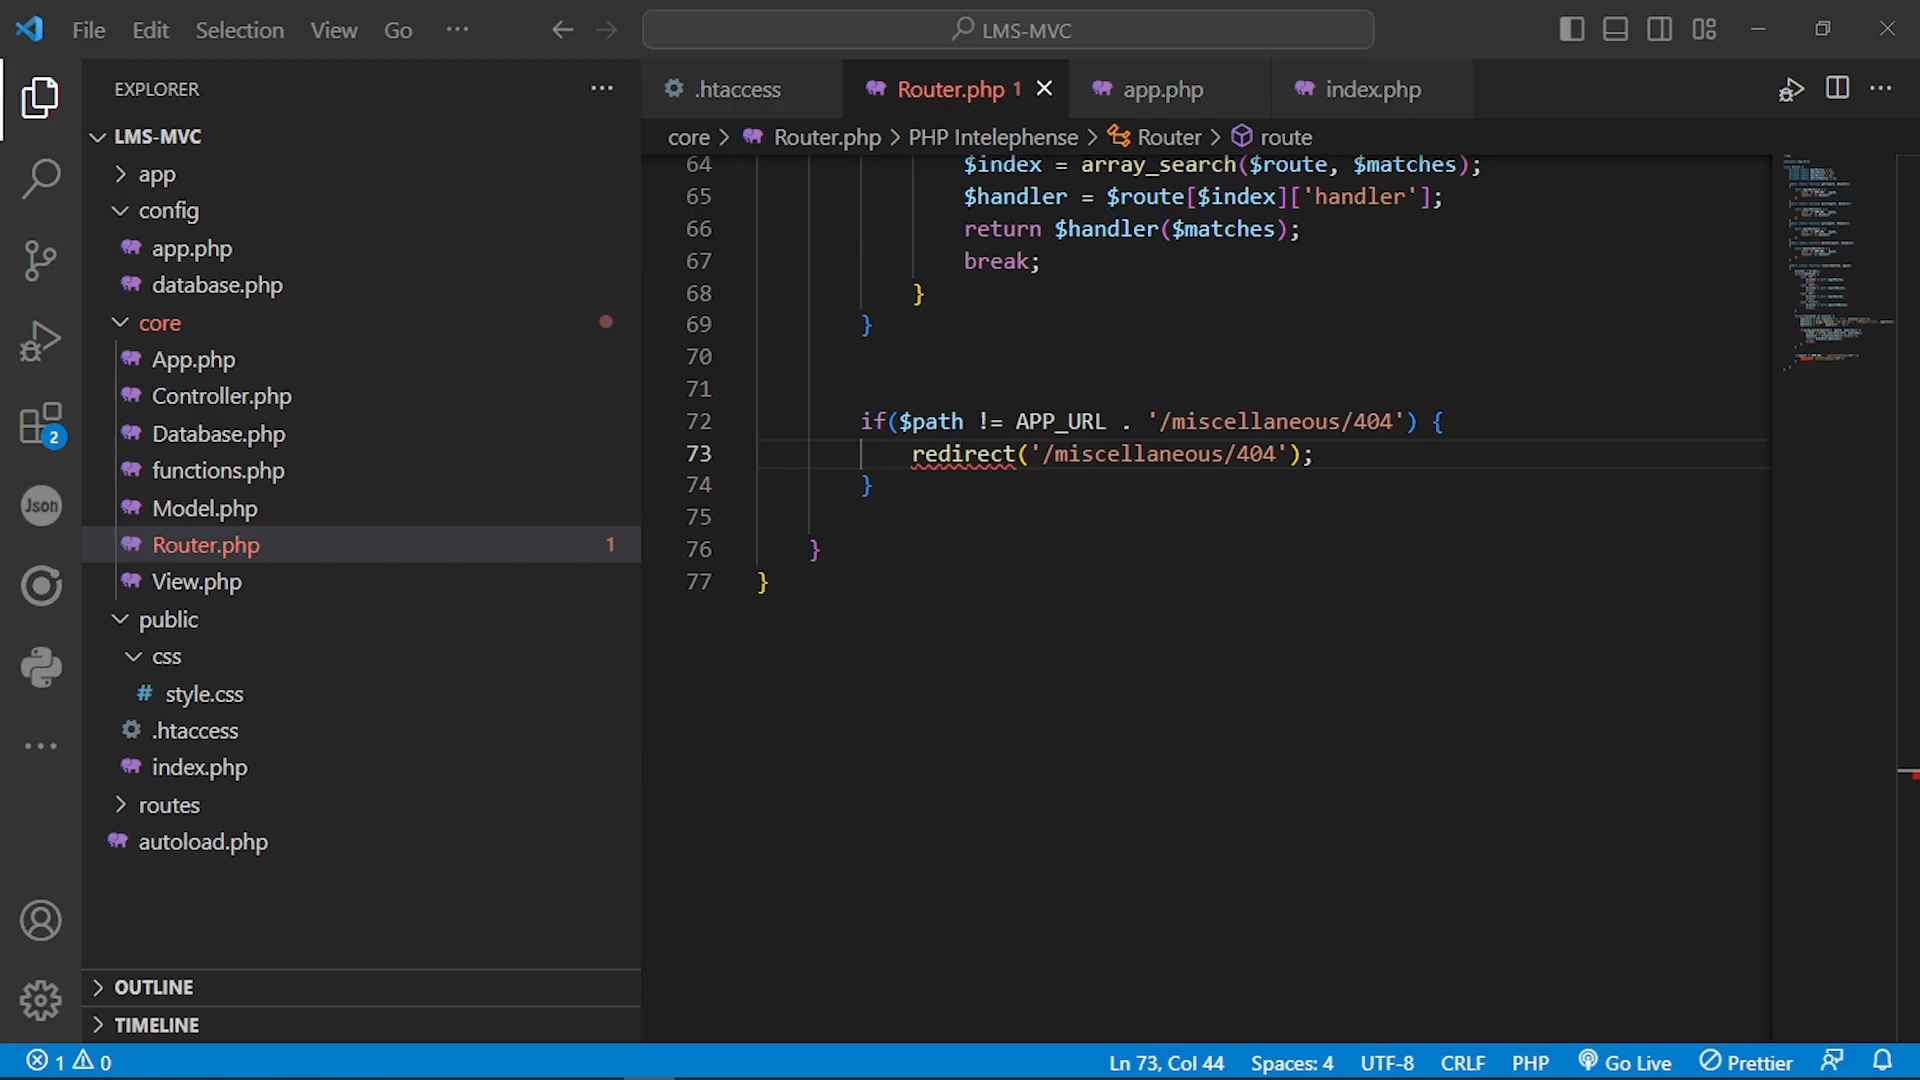 File Edit Selection View Go ··· LMS-MVC
EXPLORER ···
.htaccess Router.php 1 app.php index.php ···
LMS-MVC
core > Router.php > PHP Intelephense > Router > route
app
config
app.php
database.php
core
App.php
Controller.php
Database.php
functions.php
Model.php
Router.php 1
View.php
public
css
# style.css
.htaccess
index.php
routes
autoload.php
OUTLINE
TIMELINE
2
Json
64 $index = array_search($route, $matches);
65 $handler = $route[$index]['handler'];
66 return $handler($matches);
67 break;
68 }
69 }
70
71
72 if($path != APP_URL . '/miscellaneous/404') {
73 redirect('/miscellaneous/404');
74 }
75
76 }
77 }
1 0 Ln 73, Col 44 Spaces: 4 UTF-8 CRLF PHP Go Live Prettier